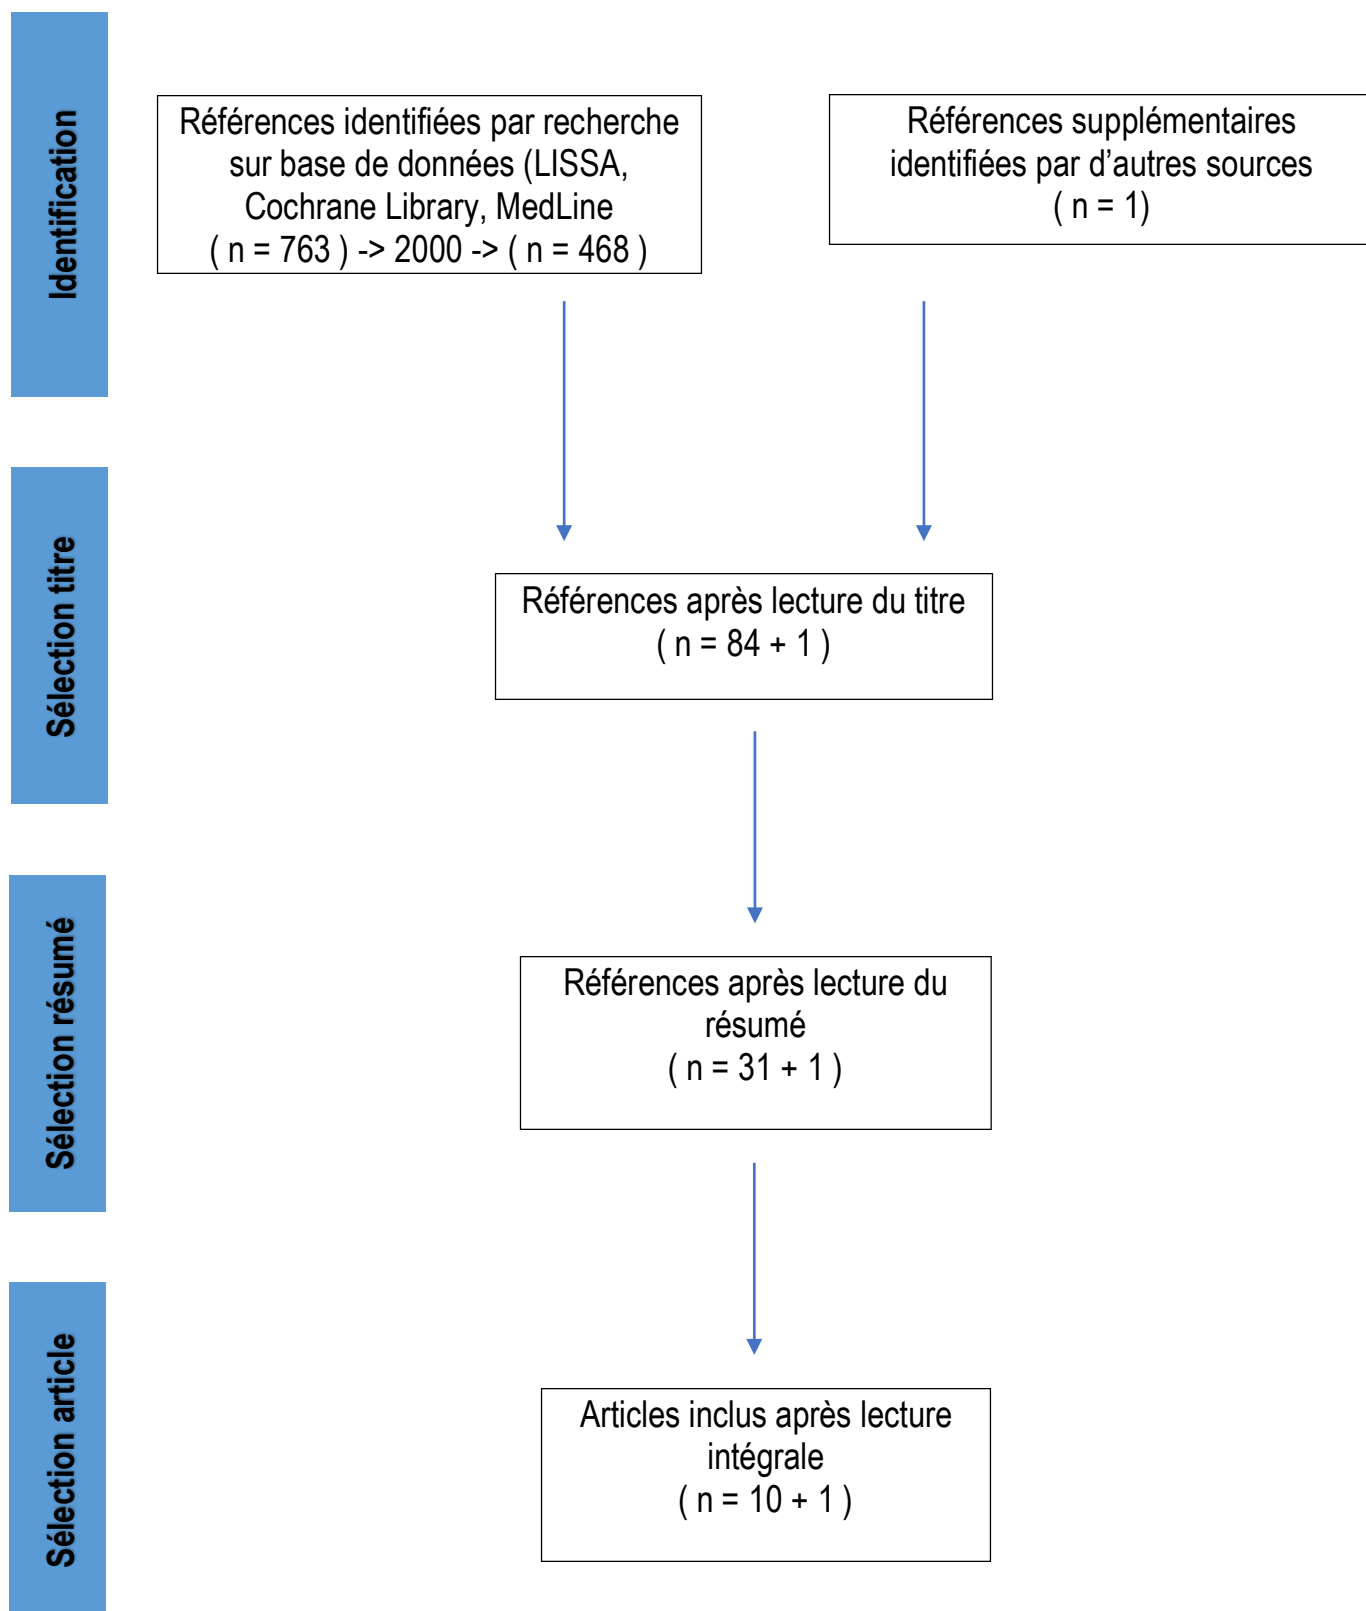 Identification
Références identifiées par recherche
sur base de données (LISSA,
Cochrane Library, MedLine
( n = 763 ) -> 2000 -> ( n = 468 )
Références supplémentaires
identifiées par d’autres sources
( n = 1)
Sélection titre
Références après lecture du titre
( n = 84 + 1 )
Sélection résumé
Références après lecture du
résumé
( n = 31 + 1 )
Sélection article
Articles inclus après lecture
intégrale
( n = 10 + 1 )